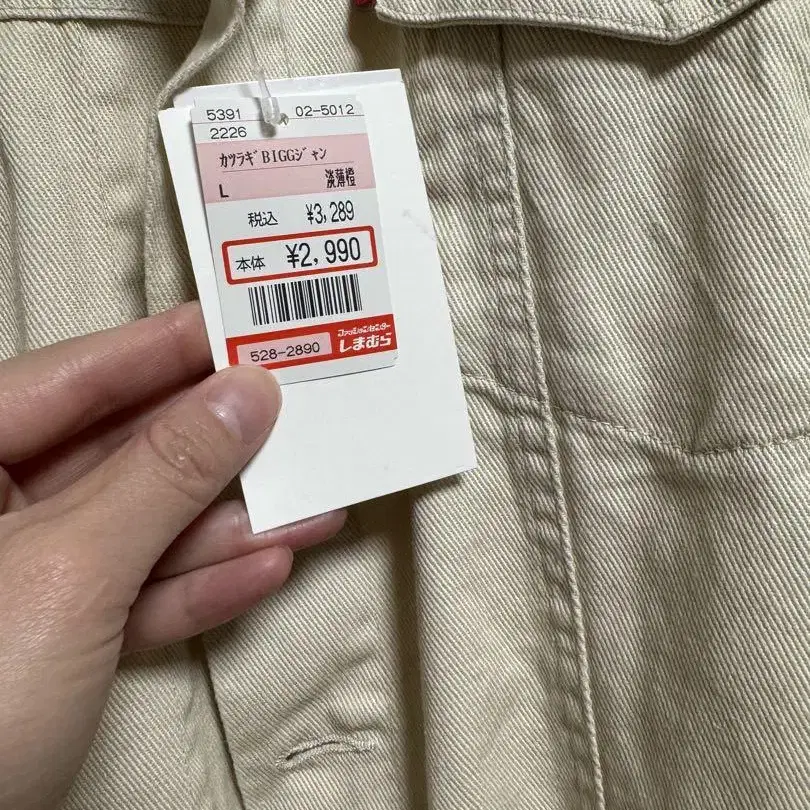 5391 02-5012
2226
ｶﾂﾗｷﾞBIGGｼﾞｬﾝ
L 淡薄橙
税込 ¥3,289
本体 ¥2,990
528-2890
ファッションセンター
しまむら